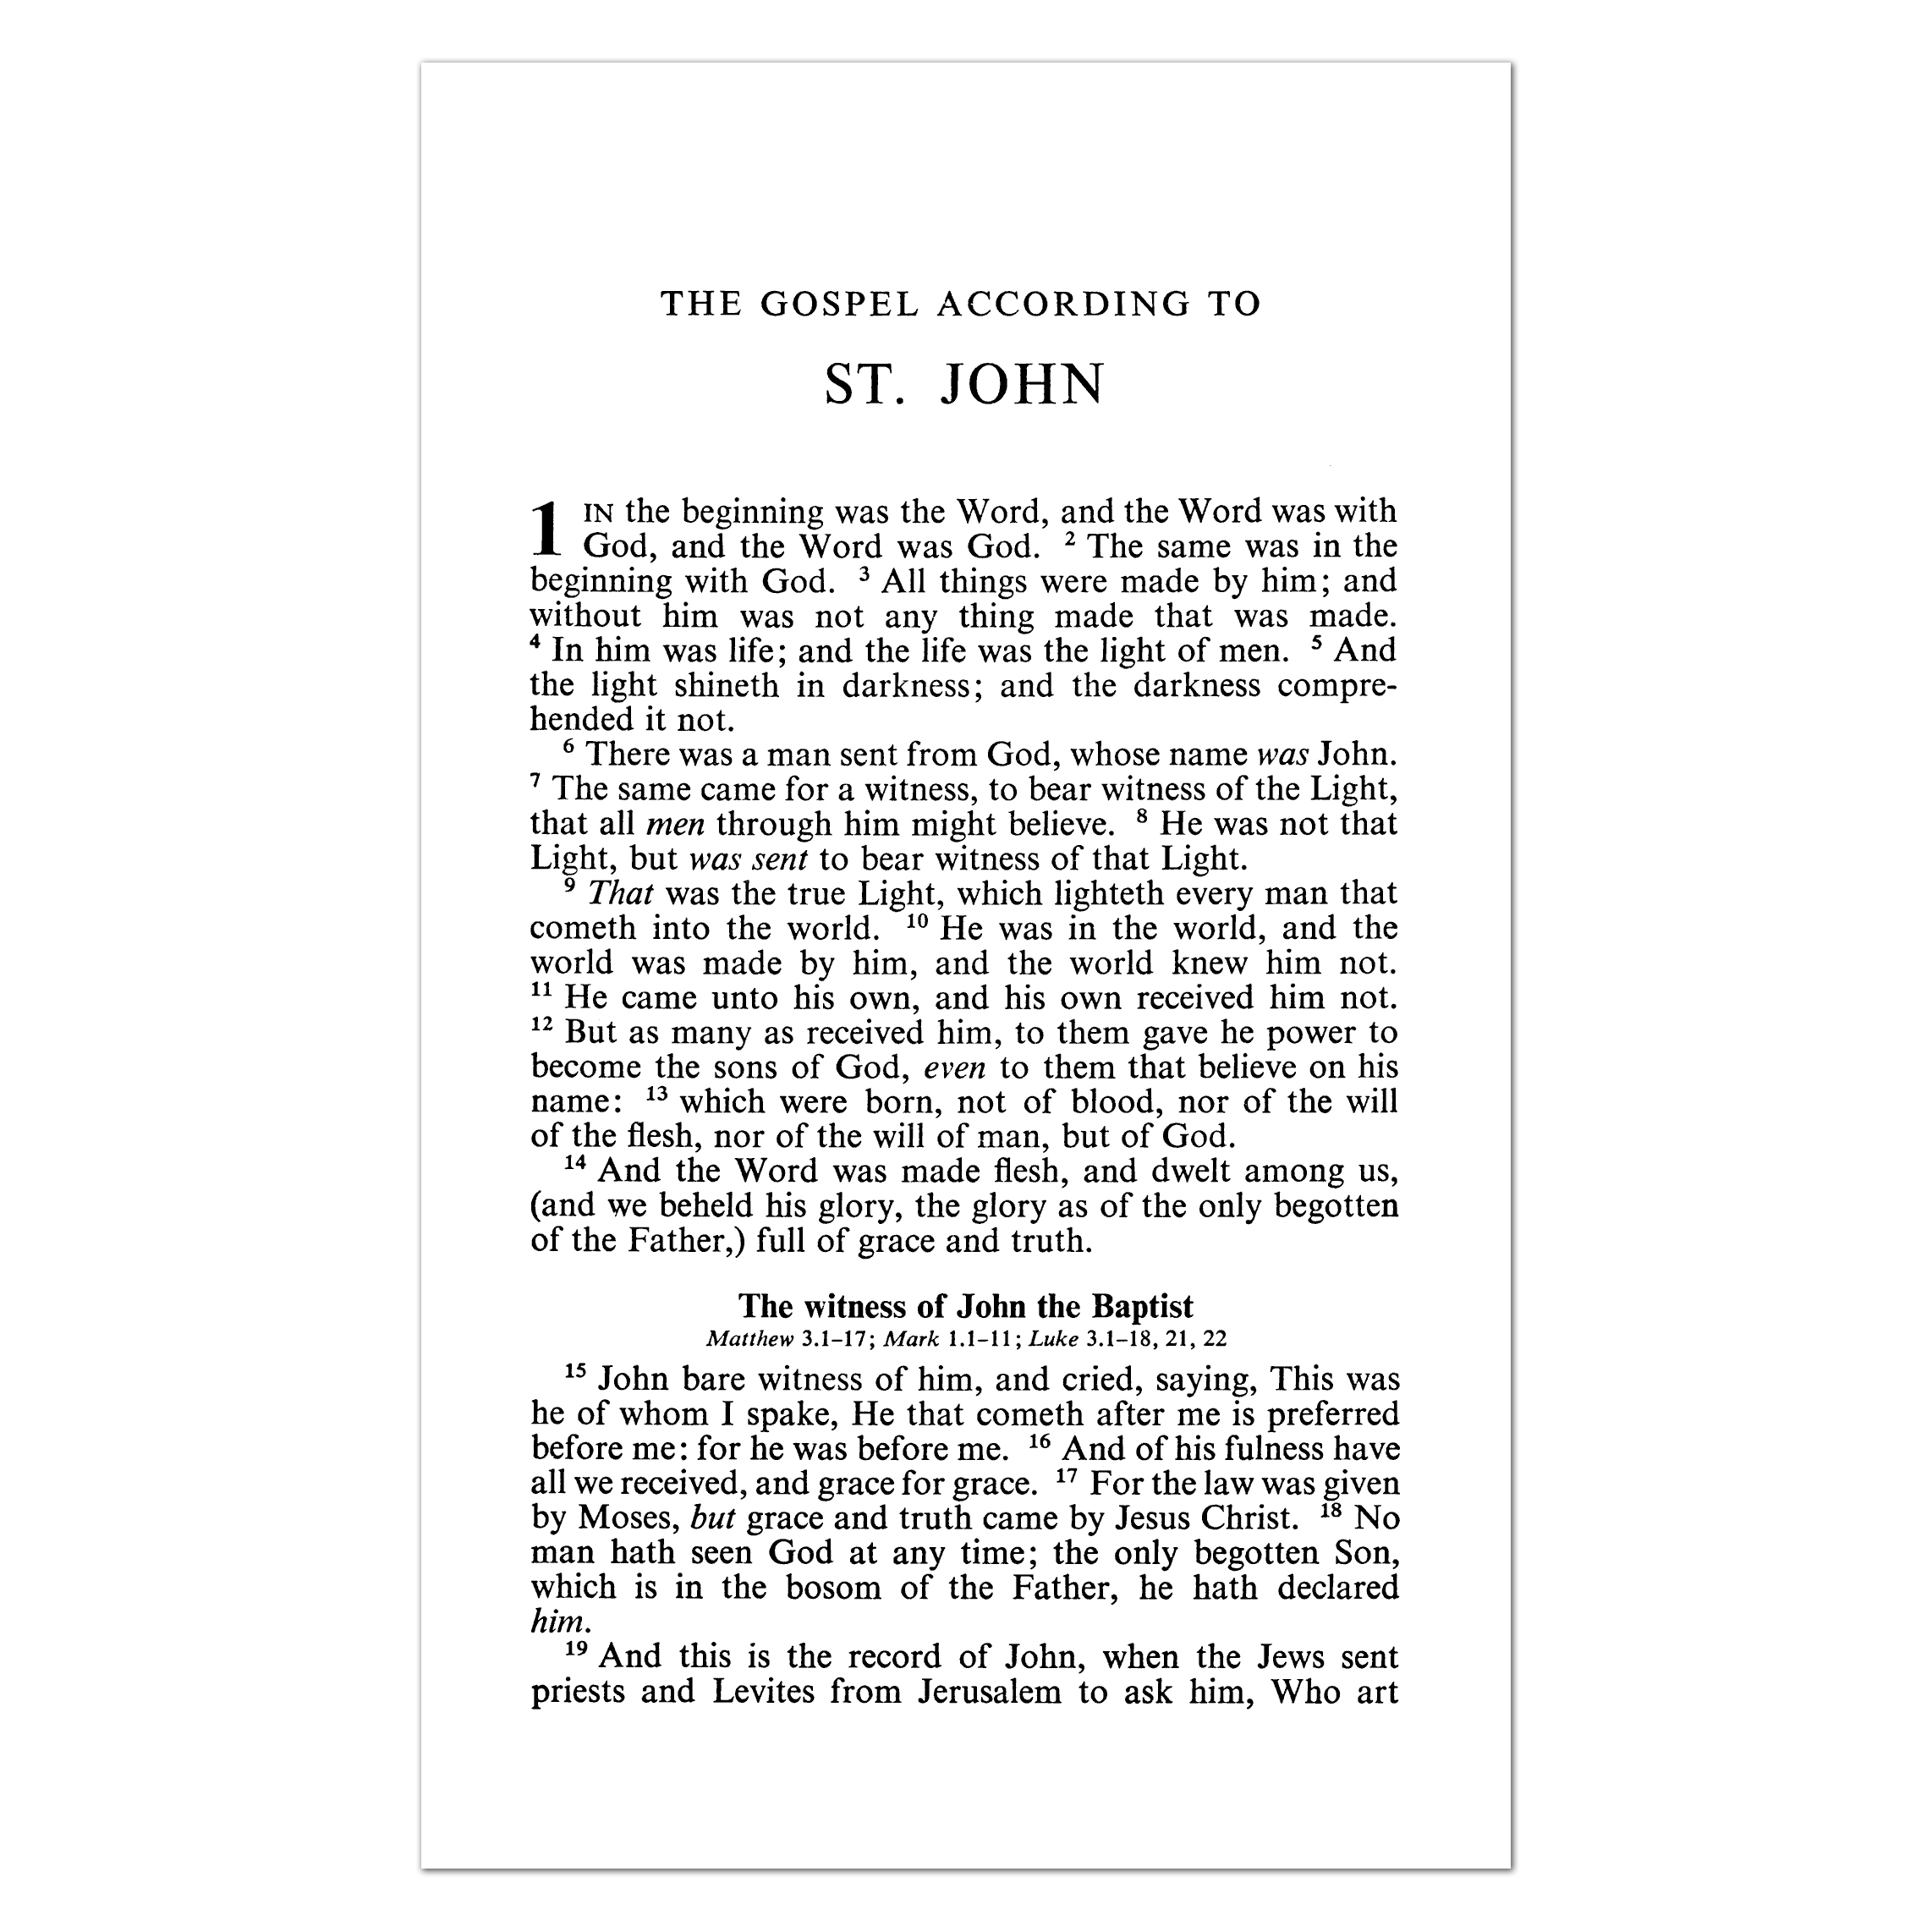 THE GOSPEL ACCORDING TO
ST. JOHN
1 IN the beginning was the Word, and the Word was with
God, and the Word was God. 2 The same was in the
beginning with God. 3 All things were made by him; and
without him was not any thing made that was made.
4 In him was life; and the life was the light of men. 5 And
the light shineth in darkness; and the darkness compre-
hended it not.
6 There was a man sent from God, whose name was John.
7 The same came for a witness, to bear witness of the Light,
that all men through him might believe. 8 He was not that
Light, but was sent to bear witness of that Light.
9 That was the true Light, which lighteth every man that
cometh into the world. 10 He was in the world, and the
world was made by him, and the world knew him not.
11 He came unto his own, and his own received him not.
12 But as many as received him, to them gave he power to
become the sons of God, even to them that believe on his
name: 13 which were born, not of blood, nor of the will
of the flesh, nor of the will of man, but of God.
14 And the Word was made flesh, and dwelt among us,
(and we beheld his glory, the glory as of the only begotten
of the Father,) full of grace and truth.
The witness of John the Baptist
Matthew 3.1–17; Mark 1.1–11; Luke 3.1–18, 21, 22
15 John bare witness of him, and cried, saying, This was
he of whom I spake, He that cometh after me is preferred
before me: for he was before me. 16 And of his fulness have
all we received, and grace for grace. 17 For the law was given
by Moses, but grace and truth came by Jesus Christ. 18 No
man hath seen God at any time; the only begotten Son,
which is in the bosom of the Father, he hath declared
him.
19 And this is the record of John, when the Jews sent
priests and Levites from Jerusalem to ask him, Who art